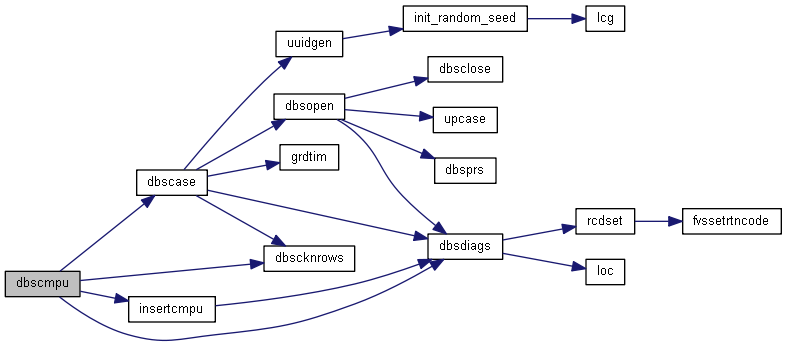 init_random_seed
lcg
uuidgen
dbsclose
dbsopen
upcase
grdtim
dbsprs
dbscase
rcdset
fvssetrtncode
dbsdiags
dbscknrows
loc
dbscmpu
insertcmpu